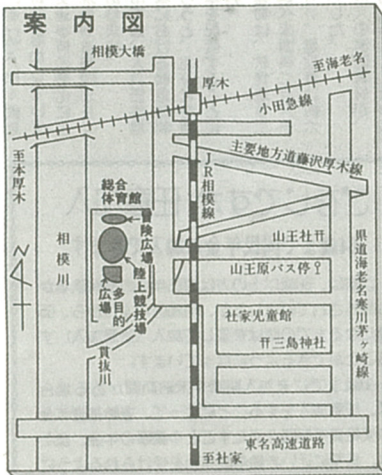 案内図
相模大橋
至海老名
厚木
小田急線
主要地方道藤沢厚木線
至本厚木
総合
体育館
JR相模線
冒険広場
陸上競技場
多目的
広場
相模川
山王社
山王原バス停
県道海老名寒川茅ヶ崎線
社家児童館
三島神社
貫抜川
東名高速道路
至社家
N